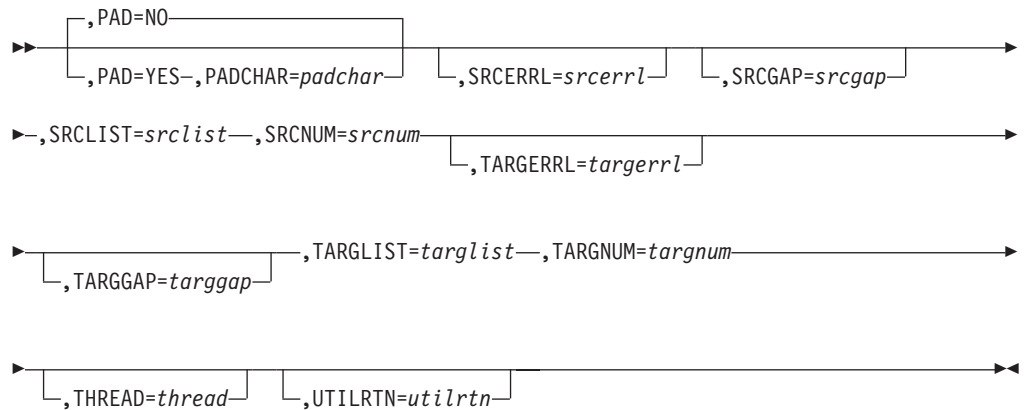 ,PAD=NO
,PAD=YES ,PADCHAR=padchar ,SRCERRL=srcerrl ,SRCGAP=srcgap
,SRCLIST=srclist ,SRCNUM=srcnum
,TARGERRL=targerrl
,TARGLIST=targlist ,TARGNUM=targnum
,TARGGAP=targgap
,THREAD=thread ,UTILRTN=utilrtn